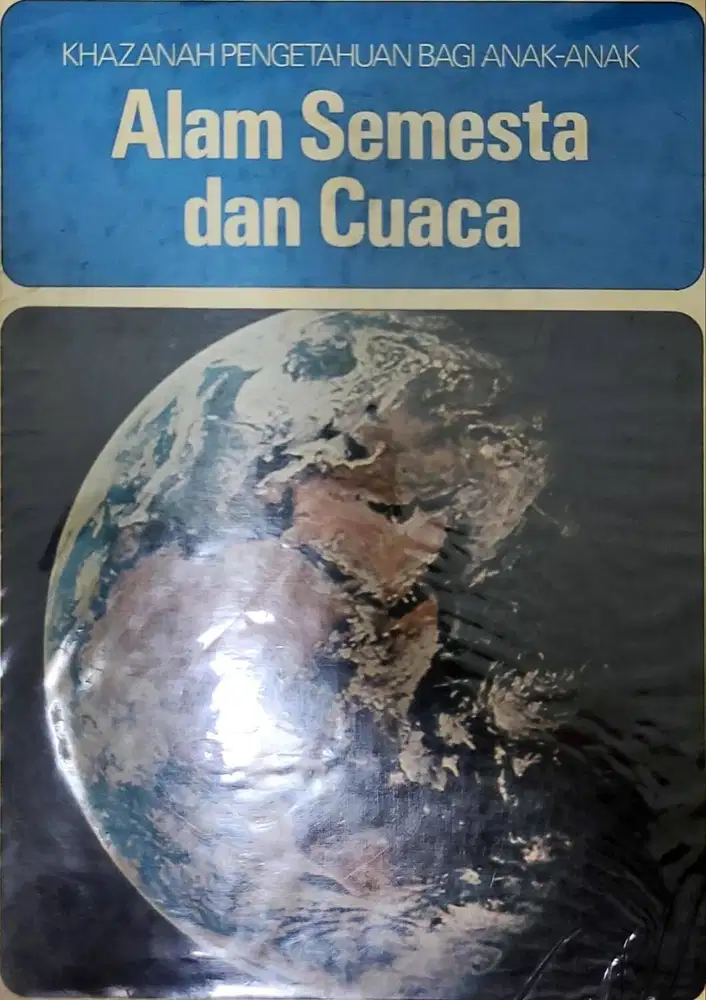 KHAZANAH PENGETAHUAN BAGI ANAK-ANAK
Alam Semesta
dan Cuaca